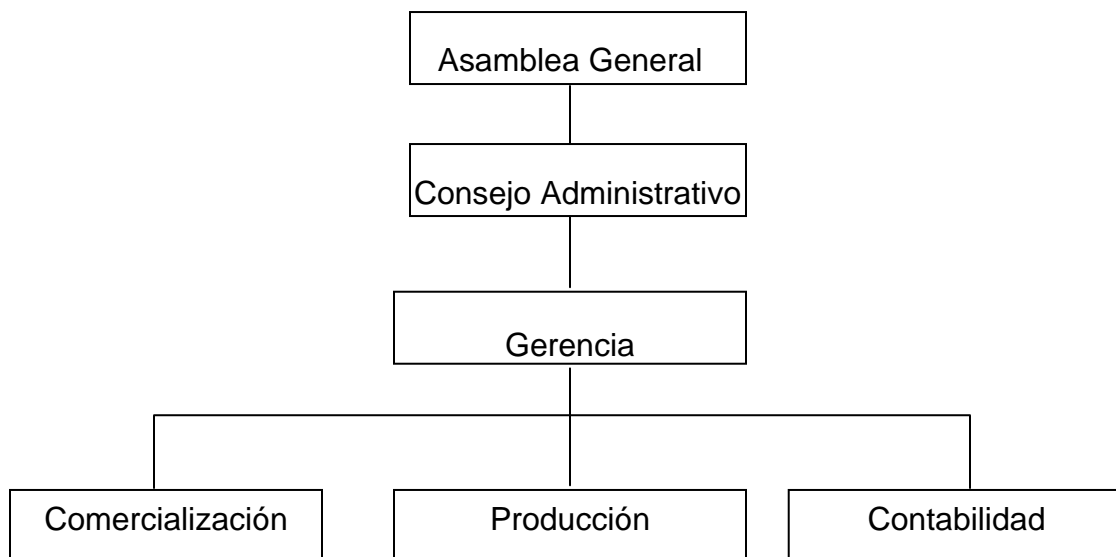 Asamblea General
Consejo Administrativo
Gerencia
Comercialización
Producción
Contabilidad